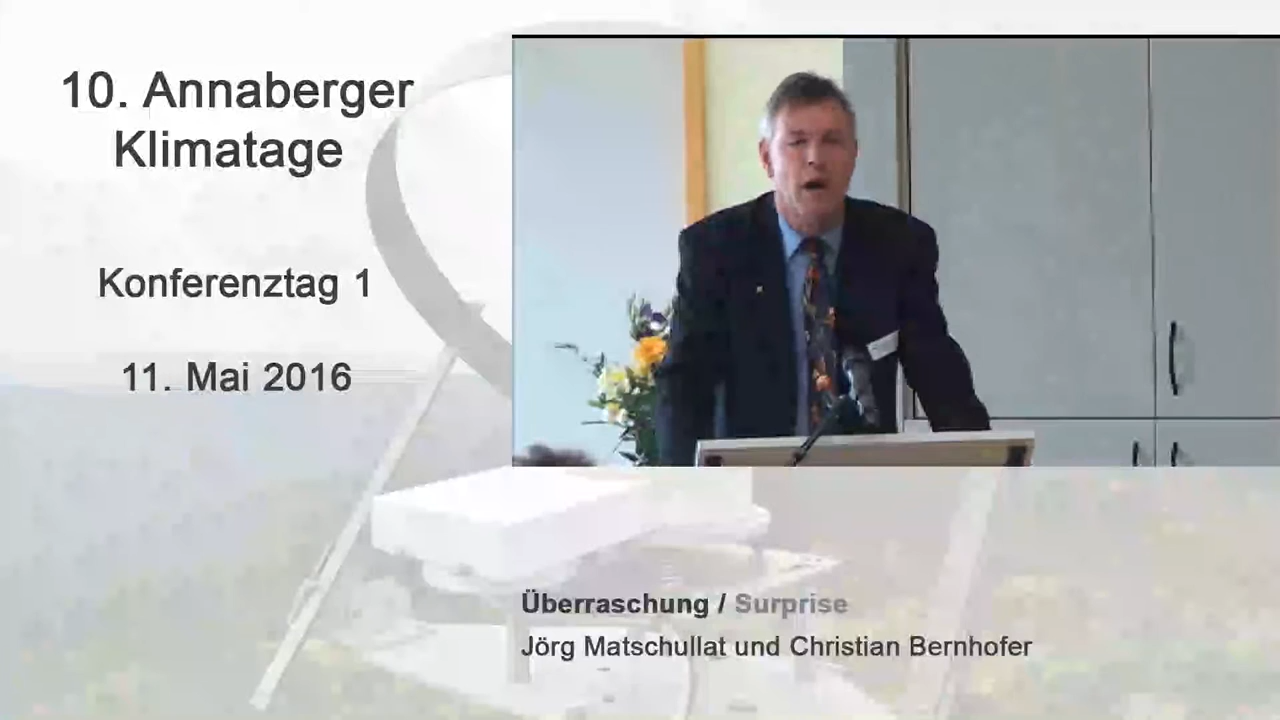 10. Annaberger
Klimatage
Konferenztag 1
11. Mai 2016
Überraschung / Surprise
Jörg Matschullat und Christian Bernhofer